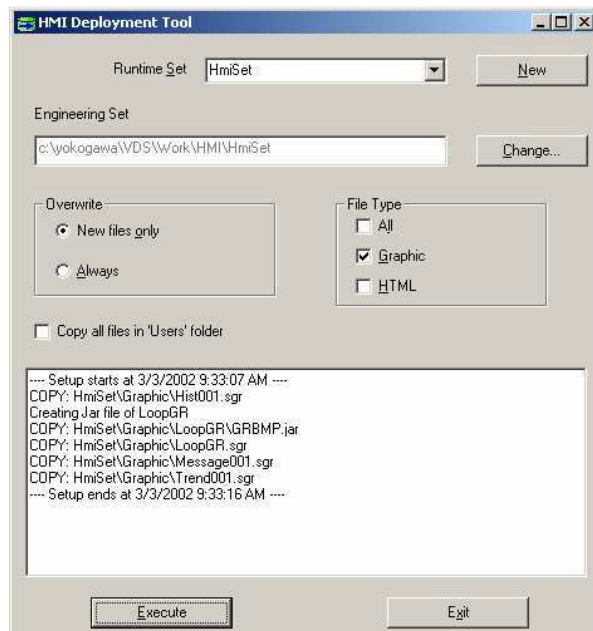 HMI Deployment Tool
Runtime Set HmiSet New
Engineering Set
c:\yokogawa\VDS\Work\HMI\HmiSet Change...
Overwrite File Type
New files only All
Graphic
Always HTML
Copy all files in 'Users' folder
---- Setup starts at 3/3/2002 9:33:07 AM ----
COPY: HmiSet\Graphic\Hist001.sgr
Creating Jar file of LoopGR
COPY: HmiSet\Graphic\LoopGR\GRBMP.jar
COPY: HmiSet\Graphic\LoopGR.sgr
COPY: HmiSet\Graphic\Message001.sgr
COPY: HmiSet\Graphic\Trend001.sgr
---- Setup ends at 3/3/2002 9:33:16 AM ----
Execute Exit